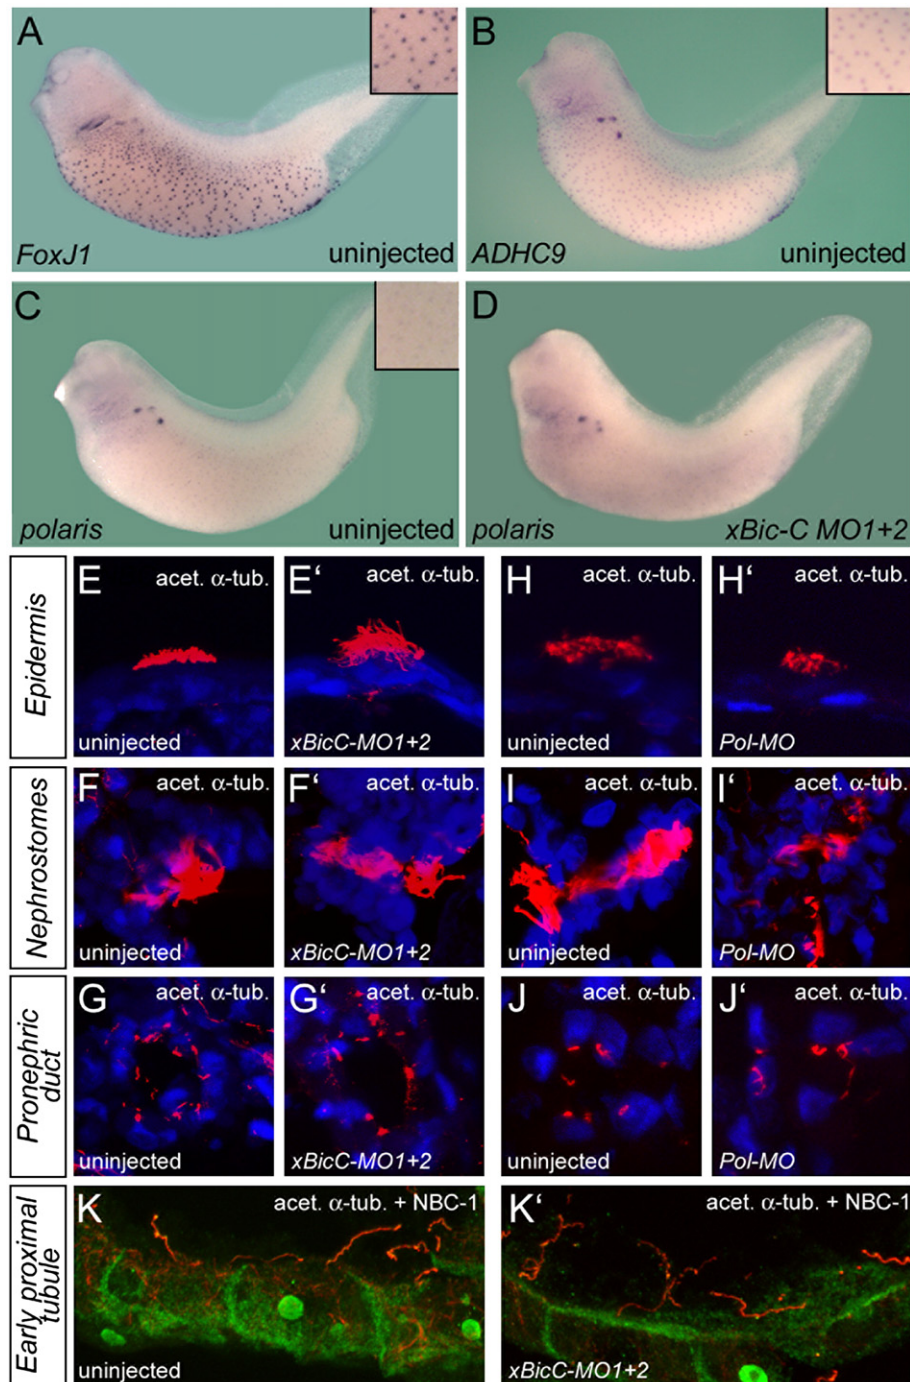 A
FoxJ1
uninjected
B
ADHC9
uninjected
C
polaris
uninjected
D
polaris
xBic-C MO1+2
Epidermis
E
acet. α-tub.
uninjected
E'
acet. α-tub.
xBicC-MO1+2
H
acet. α-tub.
uninjected
H'
acet. α-tub.
Pol-MO
Nephrostomes
F
acet. α-tub.
uninjected
F'
acet. α-tub.
xBicC-MO1+2
I
acet. α-tub.
uninjected
I'
acet. α-tub.
Pol-MO
Pronephric
duct
G
acet. α-tub.
uninjected
G'
acet. α-tub.
xBicC-MO1+2
J
acet. α-tub.
uninjected
J'
acet. α-tub.
Pol-MO
Early proximal
tubule
K
acet. α-tub. + NBC-1
uninjected
K'
acet. α-tub. + NBC-1
xBicC-MO1+2